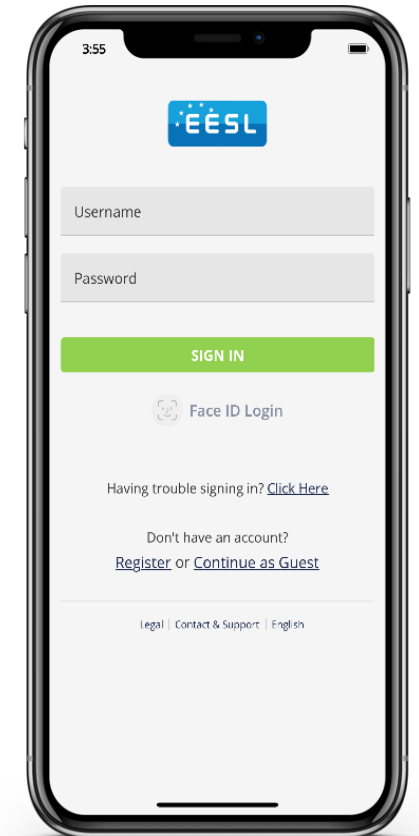 3:55
EESL
Username
Password
SIGN IN
Face ID Login
Having trouble signing in? Click Here
Don't have an account?
Register or Continue as Guest
Legal | Contact & Support | English